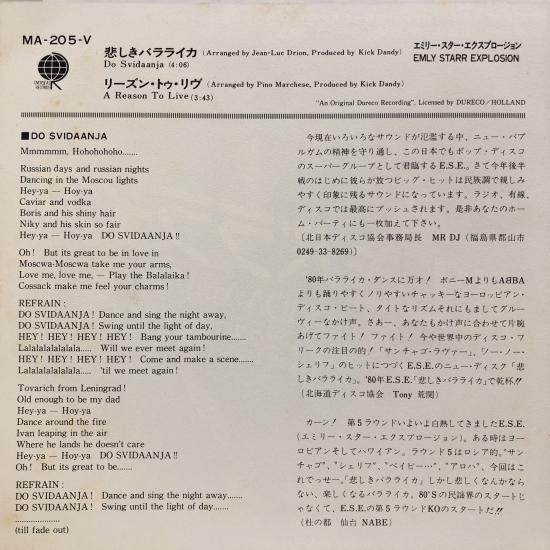 MA-205-V
悲しきバラライカ (Arranged by Jean-Luc Drion, Produced by Kick Dandy)
Do Svidaanja (4:06)
リーズン・トゥ・リヴ (Arranged by Pino Marchese, Produced by Kick Dandy)
A Reason To Live (3:43)
エミリー・スター・エクスプロージョン
EMLY STARR EXPLOSION
"An Original Dureco Recording". Licensed by DURECO/HOLLAND
■DO SVIDAANJA
Mmmmmm, Hohohohoho.......
Russian days and russian nights
Dancing in the Moscou lights
Hey-ya — Hoy-ya
Caviar and vodka
Boris and his shiny hair
Niky and his skin so fair
Hey-ya — Hoy-ya DO SVIDAANJA!!
Oh! But its great to be in love in
Moscwa-Moscwa take me your arms,
Love me, love me, — Play the Balalaika!
Cossack make me feel your charms!
REFRAIN:
DO SVIDAANJA! Dance and sing the night away,
DO SVIDAANJA! Swing until the light of day,
HEY! HEY! HEY! HEY! Bang your tambourine......
Lalalalalalalala..... Will we ever meet again!
HEY! HEY! HEY! HEY! Come and make a scene......
Lalalalalalalala..... 'til we meet again!
Tovarich from Leningrad!
Old enough to be my dad
Hey-ya — Hoy-ya
Dance around the fire
Ivan leaping in the air
Where he lands he doesn't care
Hey-ya — Hoy-ya DO SVIDAANJA!!
Oh! But its great to be.......
REFRAIN:
DO SVIDAANJA! Dance and sing the night away.......
DO SVIDAANJA! Swing until the light of day.......
.....................
(till fade out)
今現在いろいろなサウンドが氾濫する中、ニュー・バブ
ルガムの精神を守り通し、この日本でもポップ・ディスコ
のスーパーグループとして君臨するE.S.E.。さて今年後半
戦のはじめに彼らが放つビッグ・ヒットは民族調で親しみ
やすく印象に残るサウンドになっています。ラジオ、有線、
ディスコでは最高にプッシュされます。是非あなたのホー
ム・パーティにも一枚加えて下さい。
〔北日本ディスコ協会事務局長 MR DJ (福島県郡山市
0249-33-8269)〕
'80年バラライカ・ダンスに万才! ボニーMよりもABBA
よりも踊りやすくノリやすいチャッキーなヨーロッピアン・
ディスコ・ビート、タイトなリズムそれにもましてグルー
ヴィーなかけ声。さあー、あなたもかけ声に合わせて片腕
あげてファイト! ファイト! 今や世界中のディスコ・フ
リークの注目の的!「サンチャゴ・ラヴァー」、「ノー・ノー・
シェリフ」のヒットにつづくE.S.E.のニュー・ディスク「悲
しきバラライカ」。'80年E.S.E.「悲しきバラライカ」で乾杯!!
(北海道ディスコ協会 Tony 荒関)
カーン! 第5ラウンドいよいよ白熱してきましたE.S.E.
(エミリー・スター・エクスプロージョン)。ある時はヨー
ロピアンそしてハワイアン。ラウンド5はロシア的。"サン
チャゴ"、"シェリフ"、"ベイビー…"、"アロハ"、今回はこ
れでっせー、「悲しきバラライカ」しかし悲しくなんかなら
ない、楽しくなるバラライカ。80'Sの民謡界のスタートじ
ゃなくて、E.S.E.の第5ラウンドKOのスタートだ!!
(杜の都 仙台 NABE)